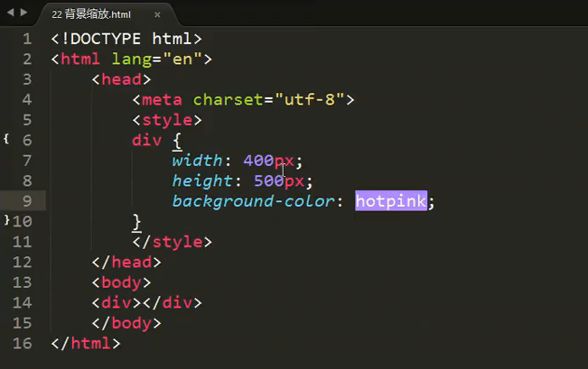 22 背景缩放.html ×
1 <!DOCTYPE html>
2 <html lang="en">
3 <head>
4 <meta charset="utf-8">
5 <style>
{ 6 div {
7 width: 400px;
8 height: 500px;
9 background-color: hotpink;
} 10 }
11 </style>
12 </head>
13 <body>
14 <div></div>
15 </body>
16 </html>